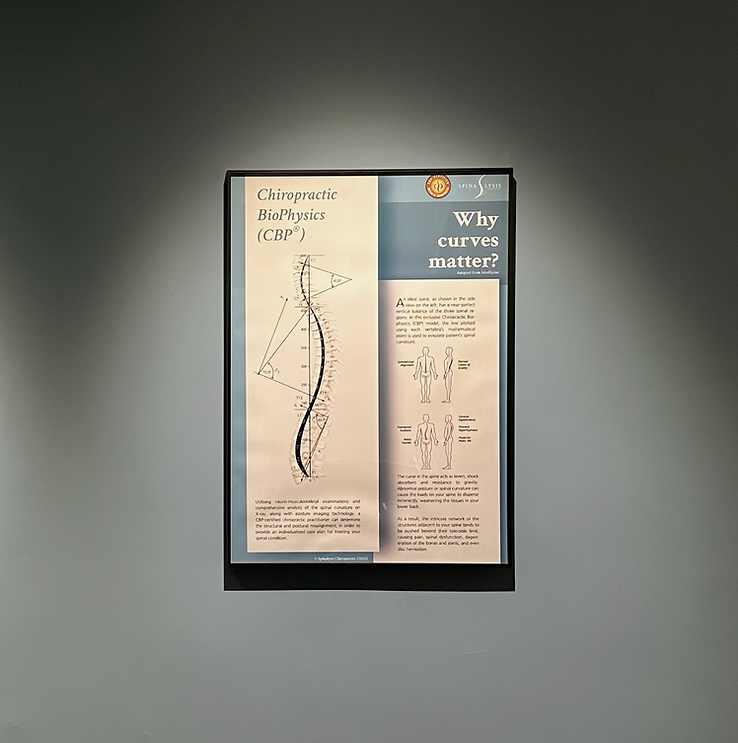 Chiropractic
BioPhysics
(CBP®)
Utilising neuro-musculoskeletal examinations and
comprehensive analysis of the spinal curvature on
X-ray, along with posture imaging technology, a
CBP-certified chiropractic practitioner can determine
the structural and postural misalignment, in order to
provide an individualized care plan for treating your
spinal condition.
SPINALYSIS
Why
curves
matter?
An ideal spine, as shown in the side
view on the left, has a near-perfect
vertical balance of the three spinal re-
gions. In this exclusive Chiropractic Bio-
physics (CBP) model, the line plotted
using each vertebra's mathematical
point is used to evaluate patient's spinal
curvature.
The curve in the spine acts as levers, shock
absorbers and resistance to gravity.
Abnormal posture or spinal curvature can
cause the loads on your spine to disperse
incorrectly, weakening the tissues in your
lower back.
As a result, the intricate network of the
structures adjacent to your spine tends to
be pushed beyond their tolerable limit,
causing pain, spinal dysfunction, degen-
eration of the bones and joints, and even
disc herniation.